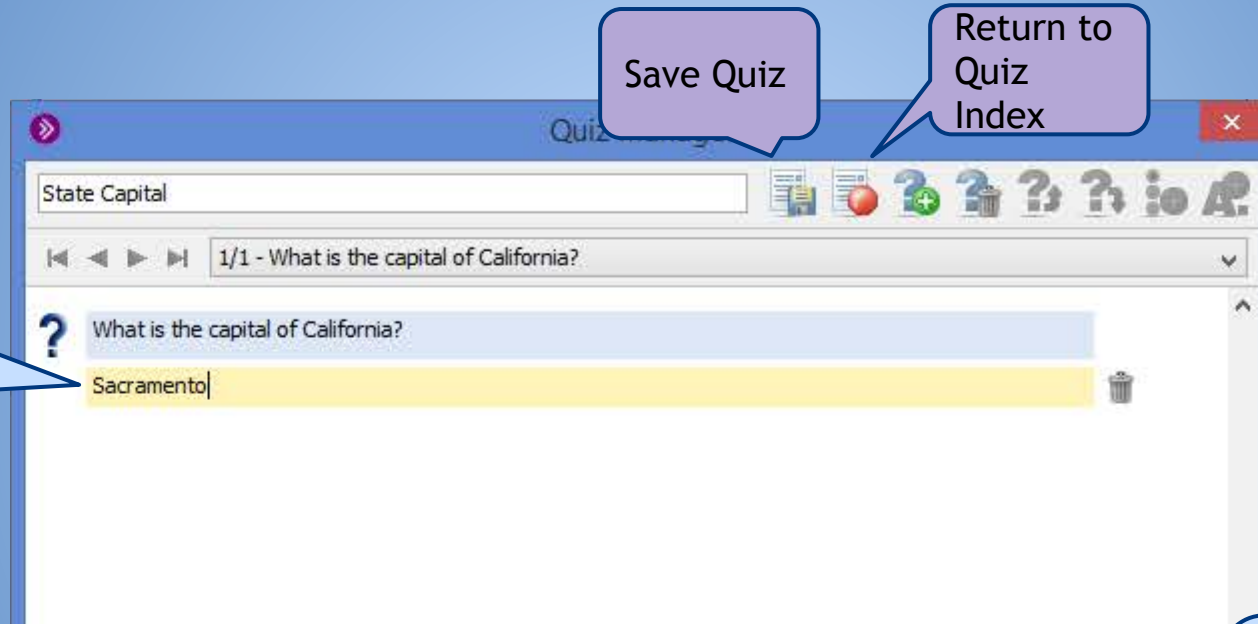 Save Quiz
Return to
Quiz
Index
Quiz
State Capital
1/1 - What is the capital of California?
? What is the capital of California?
Sacramento